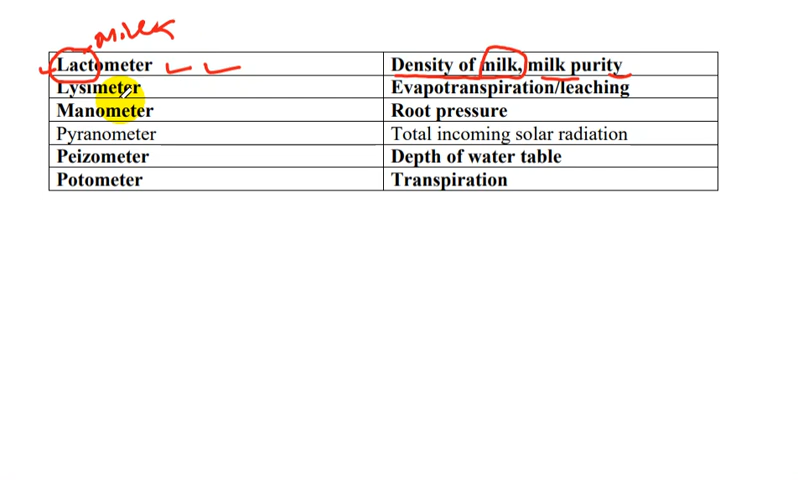 Milk
Lactometer Density of milk, milk purity
Lysimeter Evapotranspiration/leaching
Manometer Root pressure
Pyranometer Total incoming solar radiation
Peizometer Depth of water table
Potometer Transpiration